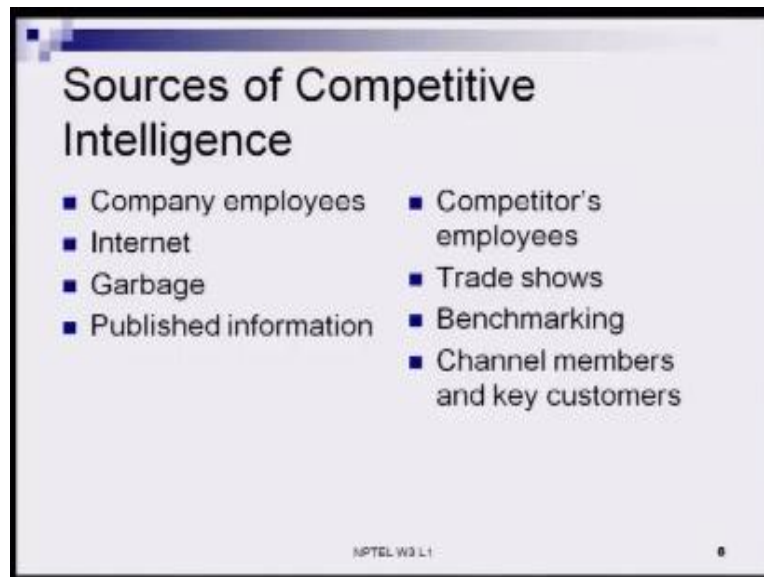 Sources of Competitive
Intelligence
Company employees
Internet
Garbage
Published information
Competitor's
employees
Trade shows
Benchmarking
Channel members
and key customers
NPTEL W3 L1
6